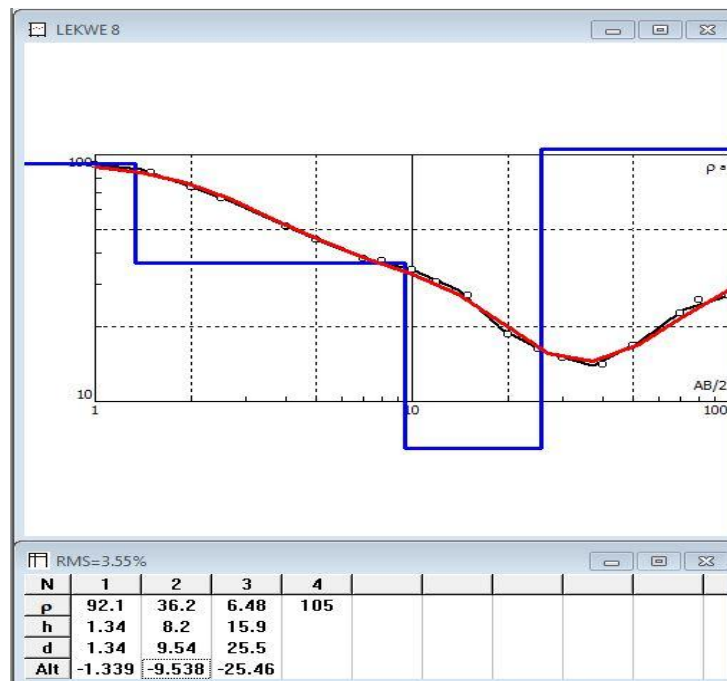 LEKWE 8
100
ρ a
10
AB/2
1 10 100
RMS=3.55%
N 1 2 3 4
ρ 92.1 36.2 6.48 105
h 1.34 8.2 15.9
d 1.34 9.54 25.5
Alt -1.339 -9.538 -25.46